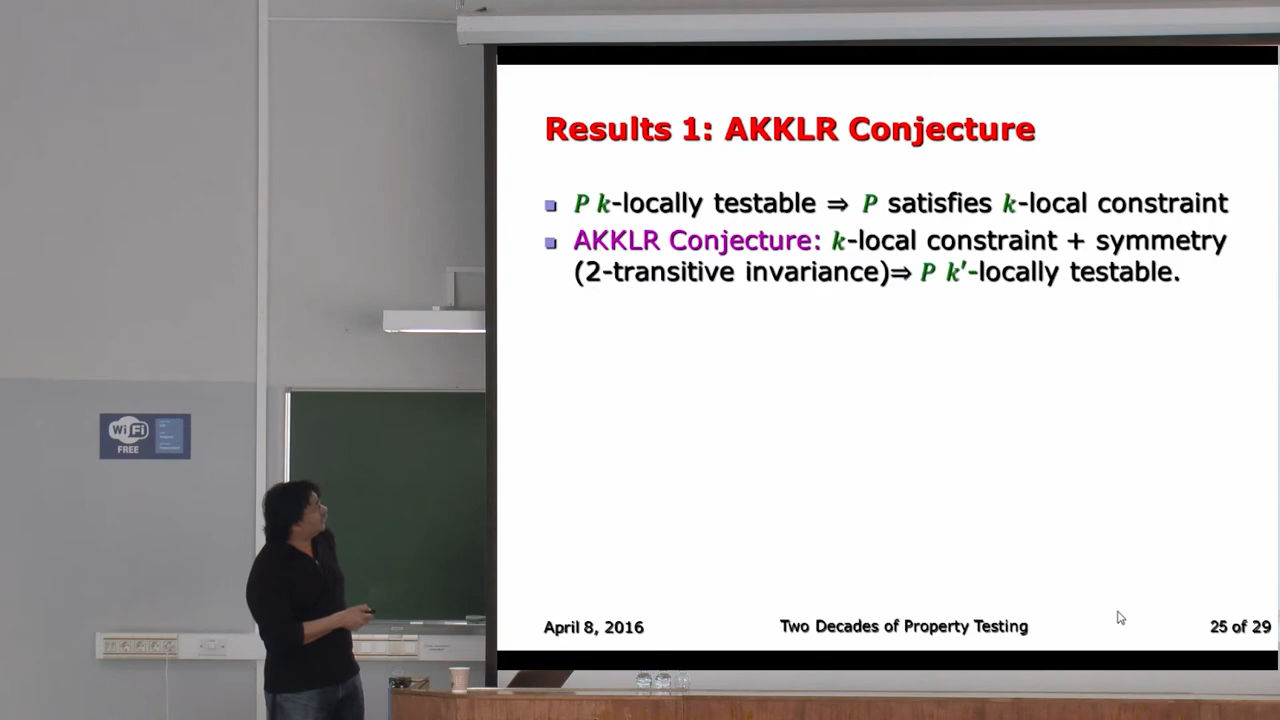 Results 1: AKKLR Conjecture
P k-locally testable ⇒ P satisfies k-local constraint
AKKLR Conjecture: k-local constraint + symmetry
(2-transitive invariance)⇒ P k′-locally testable.
April 8, 2016
Two Decades of Property Testing
25 of 29
WiFi
FREE